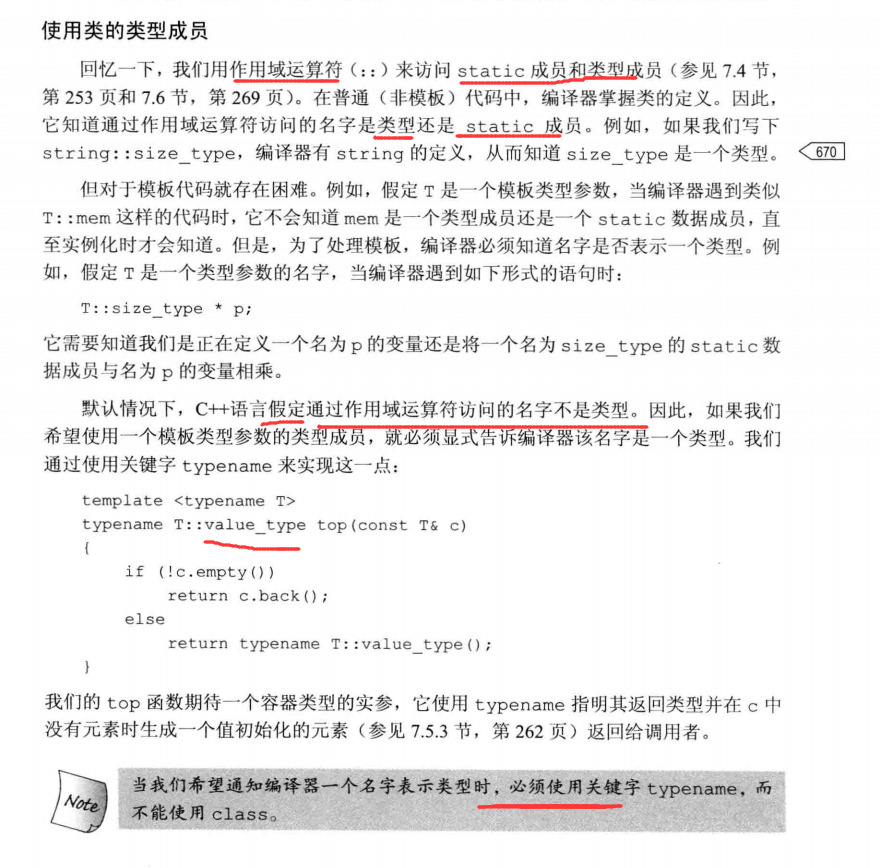 使用类的类型成员
回忆一下，我们用作用域运算符（::）来访问 static 成员和类型成员（参见 7.4 节，
第 253 页和 7.6 节，第 269 页）。在普通（非模板）代码中，编译器掌握类的定义。因此，
它知道通过作用域运算符访问的名字是类型还是 static 成员。例如，如果我们写下
string::size_type，编译器有 string 的定义，从而知道 size_type 是一个类型。
670
但对于模板代码就存在困难。例如，假定 T 是一个模板类型参数，当编译器遇到类似
T::mem 这样的代码时，它不会知道 mem 是一个类型成员还是一个 static 数据成员，直
至实例化时才会知道。但是，为了处理模板，编译器必须知道名字是否表示一个类型。例
如，假定 T 是一个类型参数的名字，当编译器遇到如下形式的语句时：
T::size_type * p;
它需要知道我们是正在定义一个名为 p 的变量还是将一个名为 size_type 的 static 数
据成员与名为 p 的变量相乘。
默认情况下，C++语言假定通过作用域运算符访问的名字不是类型。因此，如果我们
希望使用一个模板类型参数的类型成员，就必须显式告诉编译器该名字是一个类型。我们
通过使用关键字 typename 来实现这一点：
template <typename T>
typename T::value_type top(const T& c)
{
if (!c.empty())
return c.back();
else
return typename T::value_type();
}
我们的 top 函数期待一个容器类型的实参，它使用 typename 指明其返回类型并在 c 中
没有元素时生成一个值初始化的元素（参见 7.5.3 节，第 262 页）返回给调用者。
Note
当我们希望通知编译器一个名字表示类型时，必须使用关键字 typename，而
不能使用 class。